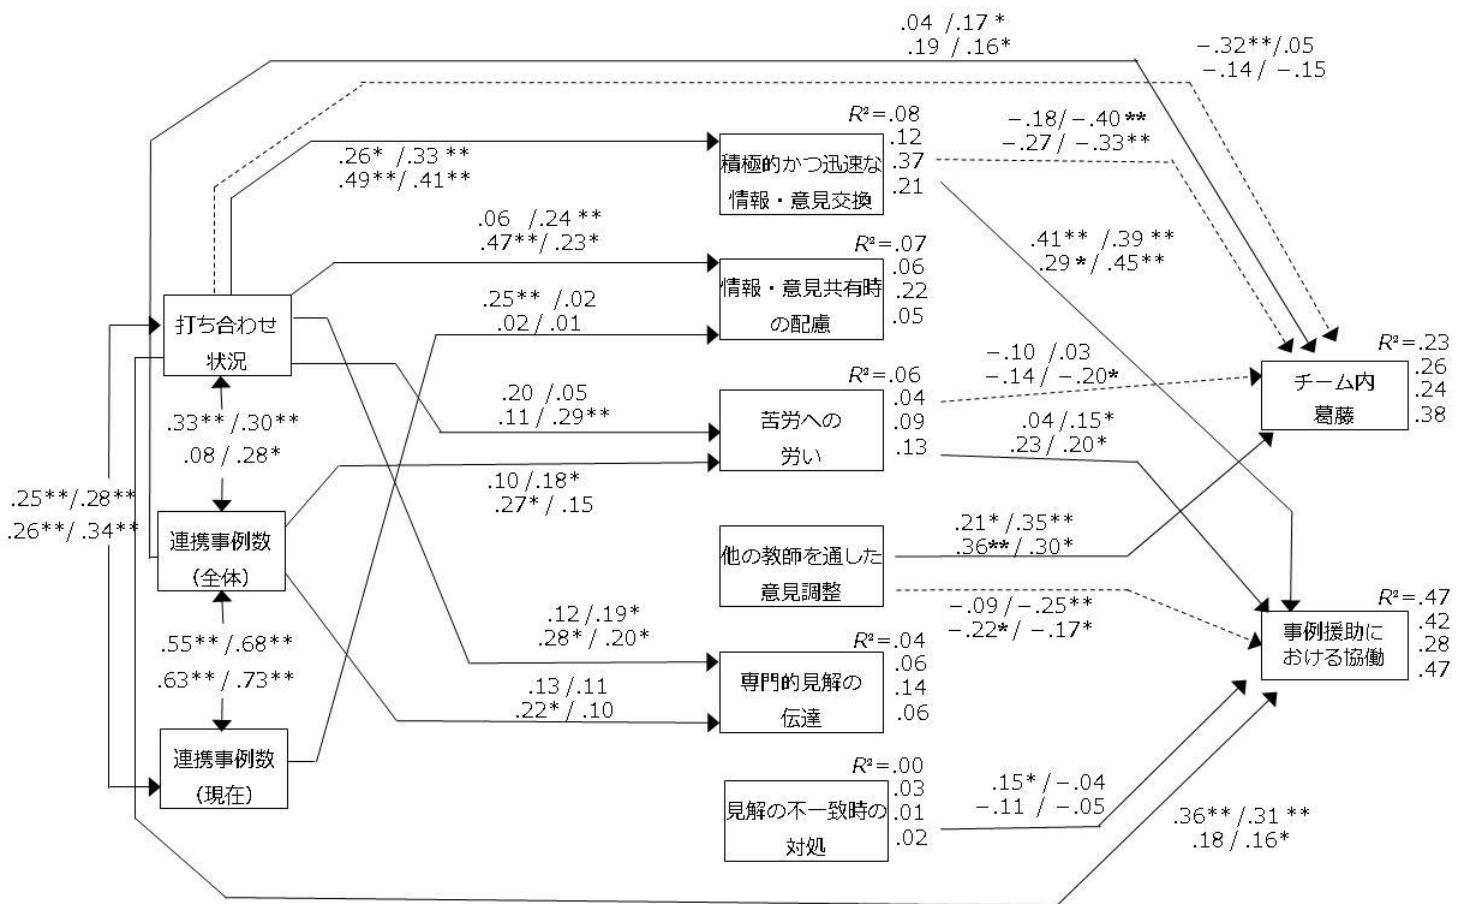 .04 /.17 *
.19 /.16*
−.32**/.05
−.14 / −.15
R²=.08
.12
.37
.21
積極的かつ迅速な
情報・意見交換
−.18/ −.40 **
−.27 / −.33**
.26* /.33 **
.49**/.41**
.06 /.24 **
.47**/.23*
R²=.07
.06
.22
.05
情報・意見共有時
の配慮
.41** /.39 **
.29 */.45**
打ち合わせ
状況
.25** /.02
.02 /.01
R²=.23
.26
.24
.38
チーム内
葛藤
R²=.06
.04
.09
.13
苦労への
労い
−.10 /.03
−.14 / −.20*
.20 /.05
.11 /.29**
.33** /.30**
.08 /.28*
.04 /.15*
.23 /.20*
.10 /.18*
.27* /.15
.25**/.28**
.26**/.34**
連携事例数
(全体)
他の教師を通した
意見調整
.21* /.35**
.36**/.30*
−.09 / −.25**
−.22*/ −.17*
R²=.47
.42
.28
.47
事例援助に
おける協働
.55** /.68**
.63** /.73**
.12 /.19*
.28* /.20*
R²=.04
.06
.14
.06
専門的見解の
伝達
.13 /.11
.22*/.10
連携事例数
(現在)
R²=.00
.03
.01
.02
見解の不一致時の
対処
.15* / −.04
−.11 / −.05
.36** /.31 **
.18 /.16*